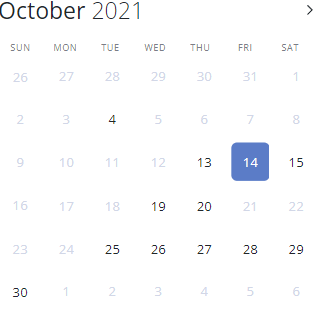 October 2021
SUN MON TUE WED THU FRI SAT
26 27 28 29 30 31 1
2 3 4 5 6 7 8
9 10 11 12 13 14 15
16 17 18 19 20 21 22
23 24 25 26 27 28 29
30 1 2 3 4 5 6